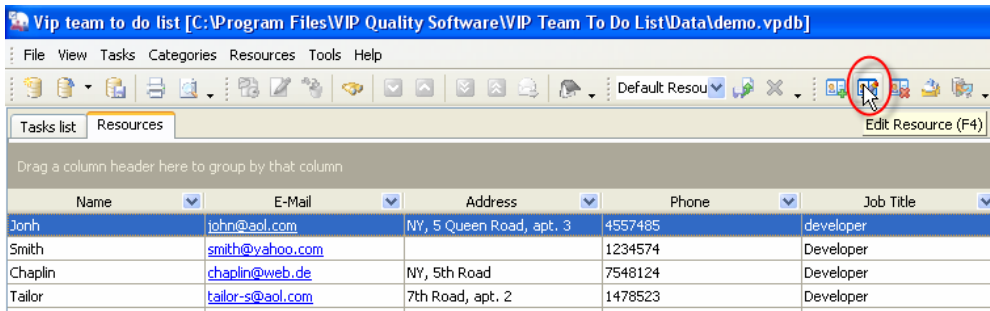 Vip team to do list [C:\Program Files\VIP Quality Software\VIP Team To Do List\Data\demo.vpdb]
File View Tasks Categories Resources Tools Help
Default Resou
Tasks list Resources Edit Resource (F4)
Drag a column header here to group by that column
Name E-Mail Address Phone Job Title
Jonh john@aol.com NY, 5 Queen Road, apt. 3 4557485 developer
Smith smith@yahoo.com 1234574 Developer
Chaplin chaplin@web.de NY, 5th Road 7548124 Developer
Tailor tailor-s@aol.com 7th Road, apt. 2 1478523 Developer